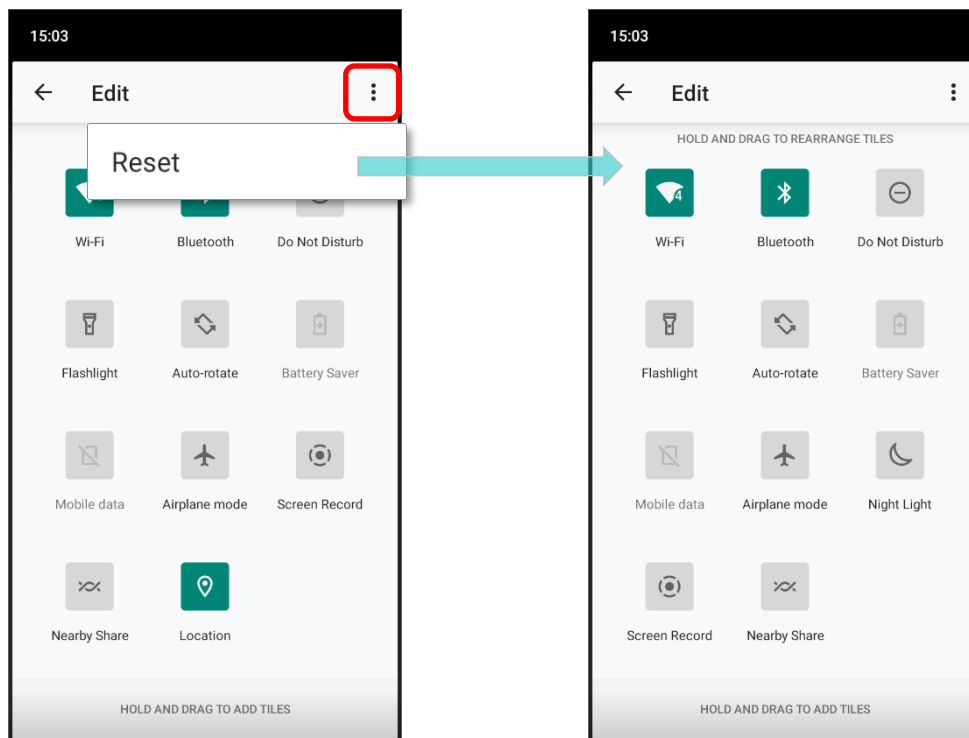 15:03
Edit
Reset
Wi-Fi Bluetooth Do Not Disturb
Flashlight Auto-rotate Battery Saver
Mobile data Airplane mode Screen Record
Nearby Share Location
HOLD AND DRAG TO ADD TILES
15:03
Edit
HOLD AND DRAG TO REARRANGE TILES
4
Wi-Fi Bluetooth Do Not Disturb
Flashlight Auto-rotate Battery Saver
Mobile data Airplane mode Night Light
Screen Record Nearby Share
HOLD AND DRAG TO ADD TILES